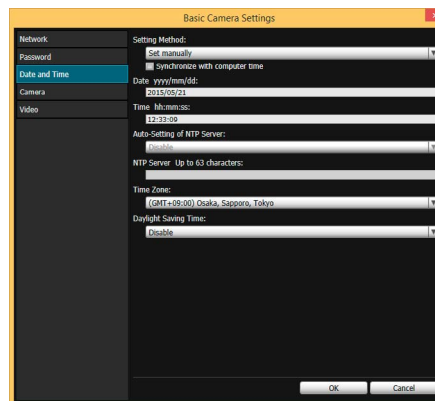 Basic Camera Settings
Network
Password
Date and Time
Camera
Video
Setting Method:
Set manually
Synchronize with computer time
Date yyyy/mm/dd:
2015/05/21
Time hh:mm:ss:
12:33:09
Auto-Setting of NTP Server:
Disable
NTP Server Up to 63 characters:
Time Zone:
(GMT+09:00) Osaka, Sapporo, Tokyo
Daylight Saving Time:
Disable
OK
Cancel